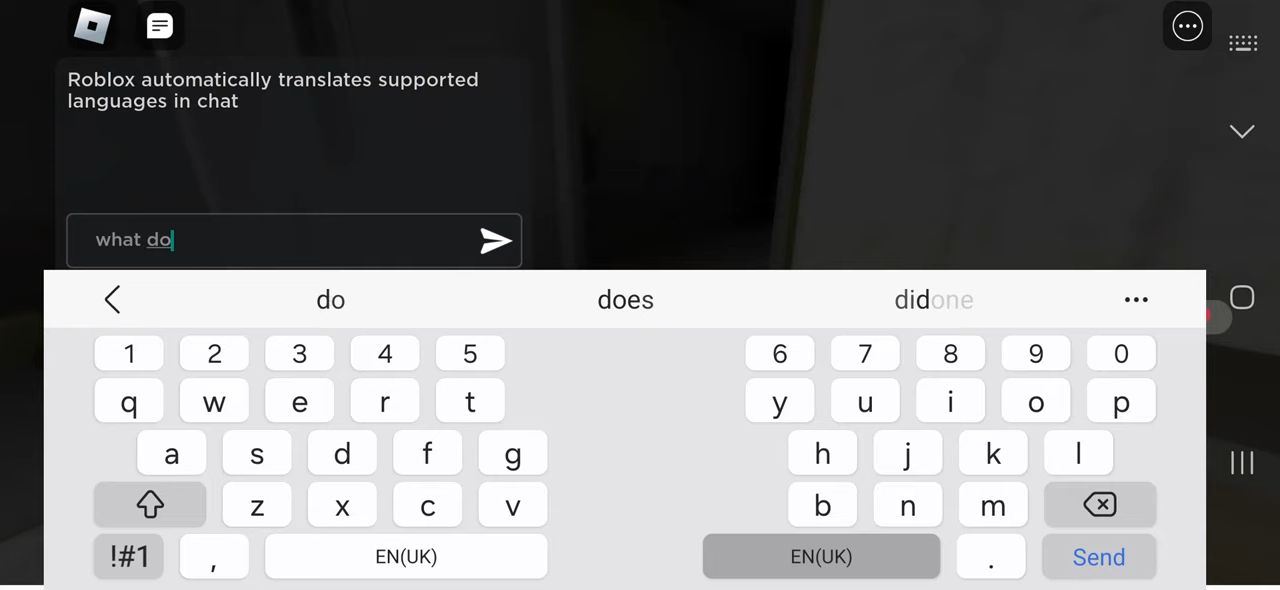 Roblox automatically translates supported
languages in chat
what do
do does didone
1 2 3 4 5 6 7 8 9 0
q w e r t y u i o p
a s d f g h j k l
z x c v b n m
!#1 , EN(UK) EN(UK) . Send